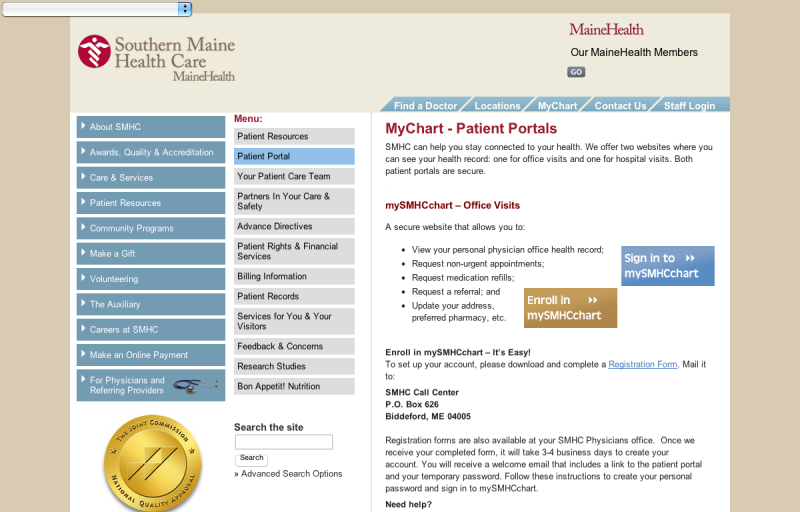 Southern Maine
Health Care
MaineHealth
MaineHealth
Our MaineHealth Members
GO
Find a Doctor
Locations
MyChart
Contact Us
Staff Login
About SMHC
Awards, Quality & Accreditation
Care & Services
Patient Resources
Community Programs
Make a Gift
Volunteering
The Auxiliary
Careers at SMHC
Make an Online Payment
For Physicians and
Referring Providers
THE JOINT COMMISSION
NATIONAL QUALITY APPROVAL
Menu:
Patient Resources
Patient Portal
Your Patient Care Team
Partners In Your Care &
Safety
Advance Directives
Patient Rights & Financial
Services
Billing Information
Patient Records
Services for You & Your
Visitors
Feedback & Concerns
Research Studies
Bon Appetit! Nutrition
Search the site
Search
» Advanced Search Options
MyChart - Patient Portals
SMHC can help you stay connected to your health. We offer two websites where you
can see your health record: one for office visits and one for hospital visits. Both
patient portals are secure.
mySMHCchart – Office Visits
A secure website that allows you to:
• View your personal physician office health record;
• Request non-urgent appointments;
• Request medication refills;
• Request a referral; and
• Update your address,
preferred pharmacy, etc.
Sign in to
mySMHCchart
Enroll in
mySMHCchart
Enroll in mySMHCchart – It's Easy!
To set up your account, please download and complete a Registration Form. Mail it
to:
SMHC Call Center
P.O. Box 626
Biddeford, ME 04005
Registration forms are also available at your SMHC Physicians office. Once we
receive your completed form, it will take 3-4 business days to create your
account. You will receive a welcome email that includes a link to the patient portal
and your temporary password. Follow these instructions to create your personal
password and sign in to mySMHCchart.
Need help?